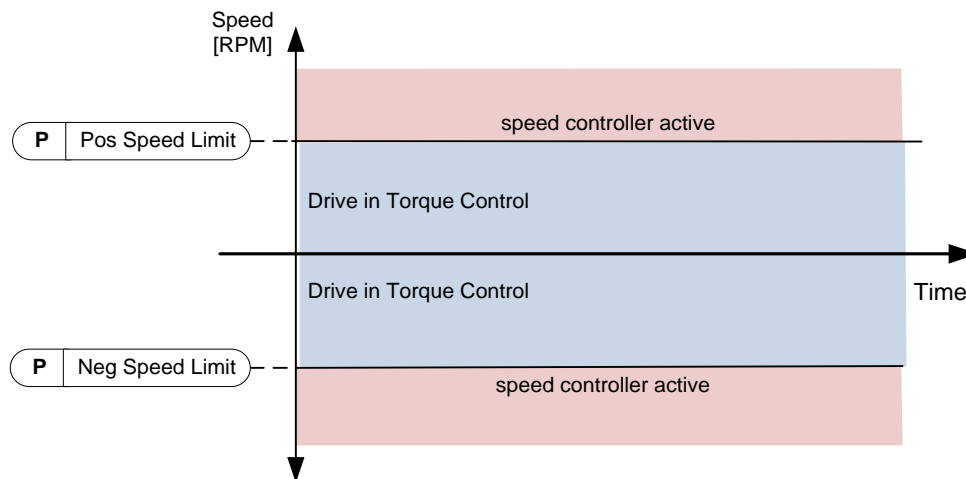 Speed
[RPM]
speed controller active
P Pos Speed Limit
Drive in Torque Control
Drive in Torque Control
Time
P Neg Speed Limit
speed controller active